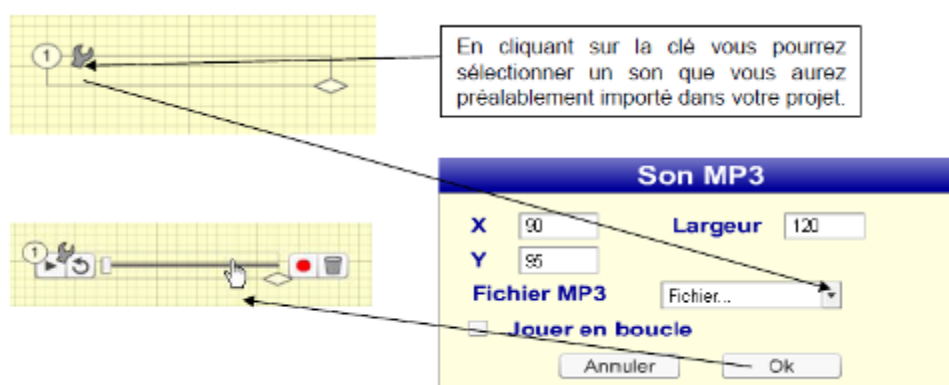 1
En cliquant sur la clé vous pourrez
sélectionner un son que vous aurez
préalablement importé dans votre projet.
Son MP3
X 90 Largeur 120
Y 95
Fichier MP3 Fichier...
Jouer en boucle
Annuler Ok
1